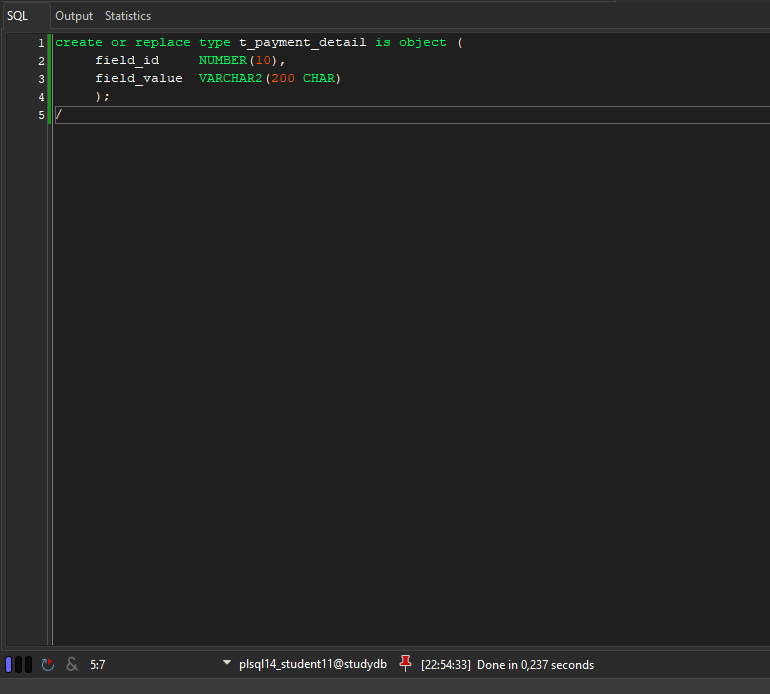 SQL Output Statistics
1 create or replace type t_payment_detail is object (
2 field_id NUMBER(10),
3 field_value VARCHAR2(200 CHAR)
4 );
5 /
& 5:7 plsql14_student11@studydb [22:54:33] Done in 0,237 seconds